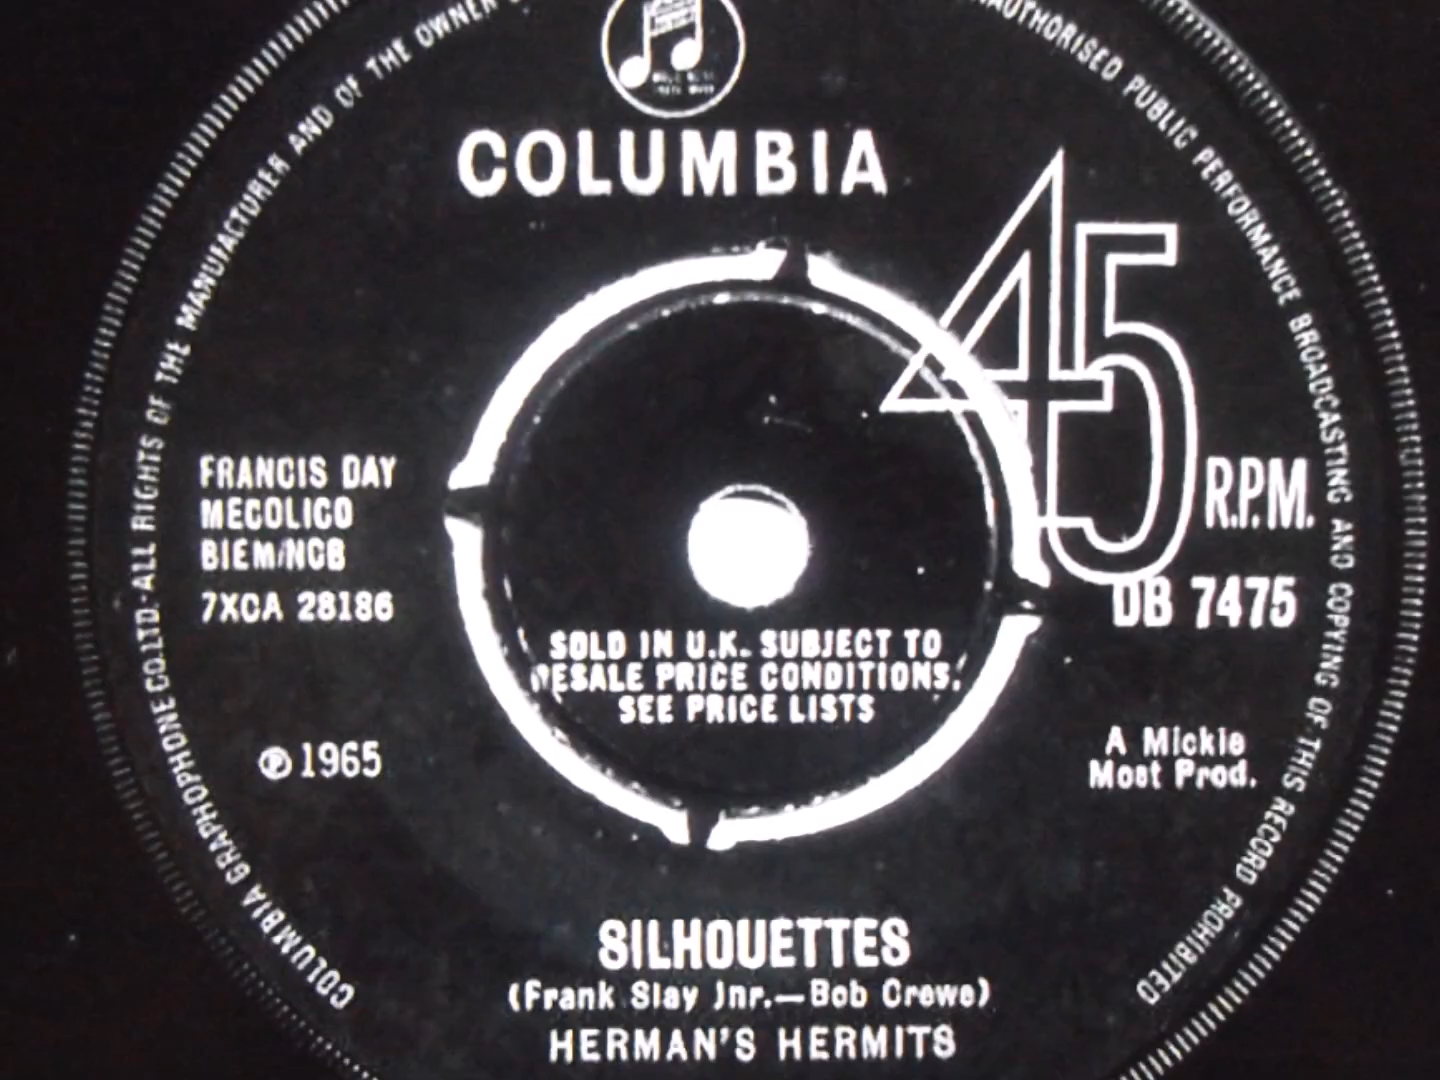 COLUMBIA GRAPHOPHONE CO. LTD. · ALL RIGHTS OF THE MANUFACTURER AND OF THE OWNER
UNAUTHORISED PUBLIC PERFORMANCE BROADCASTING AND COPYING OF THIS RECORD PROHIBITED
COLUMBIA
45
R.P.M.
FRANCIS DAY
MECOLICO
BIEM/NCB
7XCA 28186
DB 7475
SOLD IN U.K. SUBJECT TO
RESALE PRICE CONDITIONS,
SEE PRICE LISTS
℗ 1965
A Mickie
Most Prod.
SILHOUETTES
(Frank Slay Jnr.—Bob Crewe)
HERMAN'S HERMITS